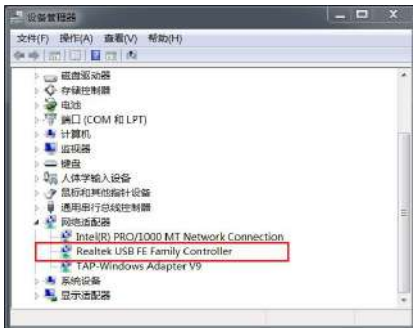 设备管理器
文件(F) 操作(A) 查看(V) 帮助(H)
磁盘驱动器
存储控制器
电池
端口 (COM 和 LPT)
计算机
监视器
键盘
人体学输入设备
鼠标和其他指针设备
通用串行总线控制器
网络适配器
Intel(R) PRO/1000 MT Network Connection
Realtek USB FE Family Controller
TAP-Windows Adapter V9
系统设备
显示适配器